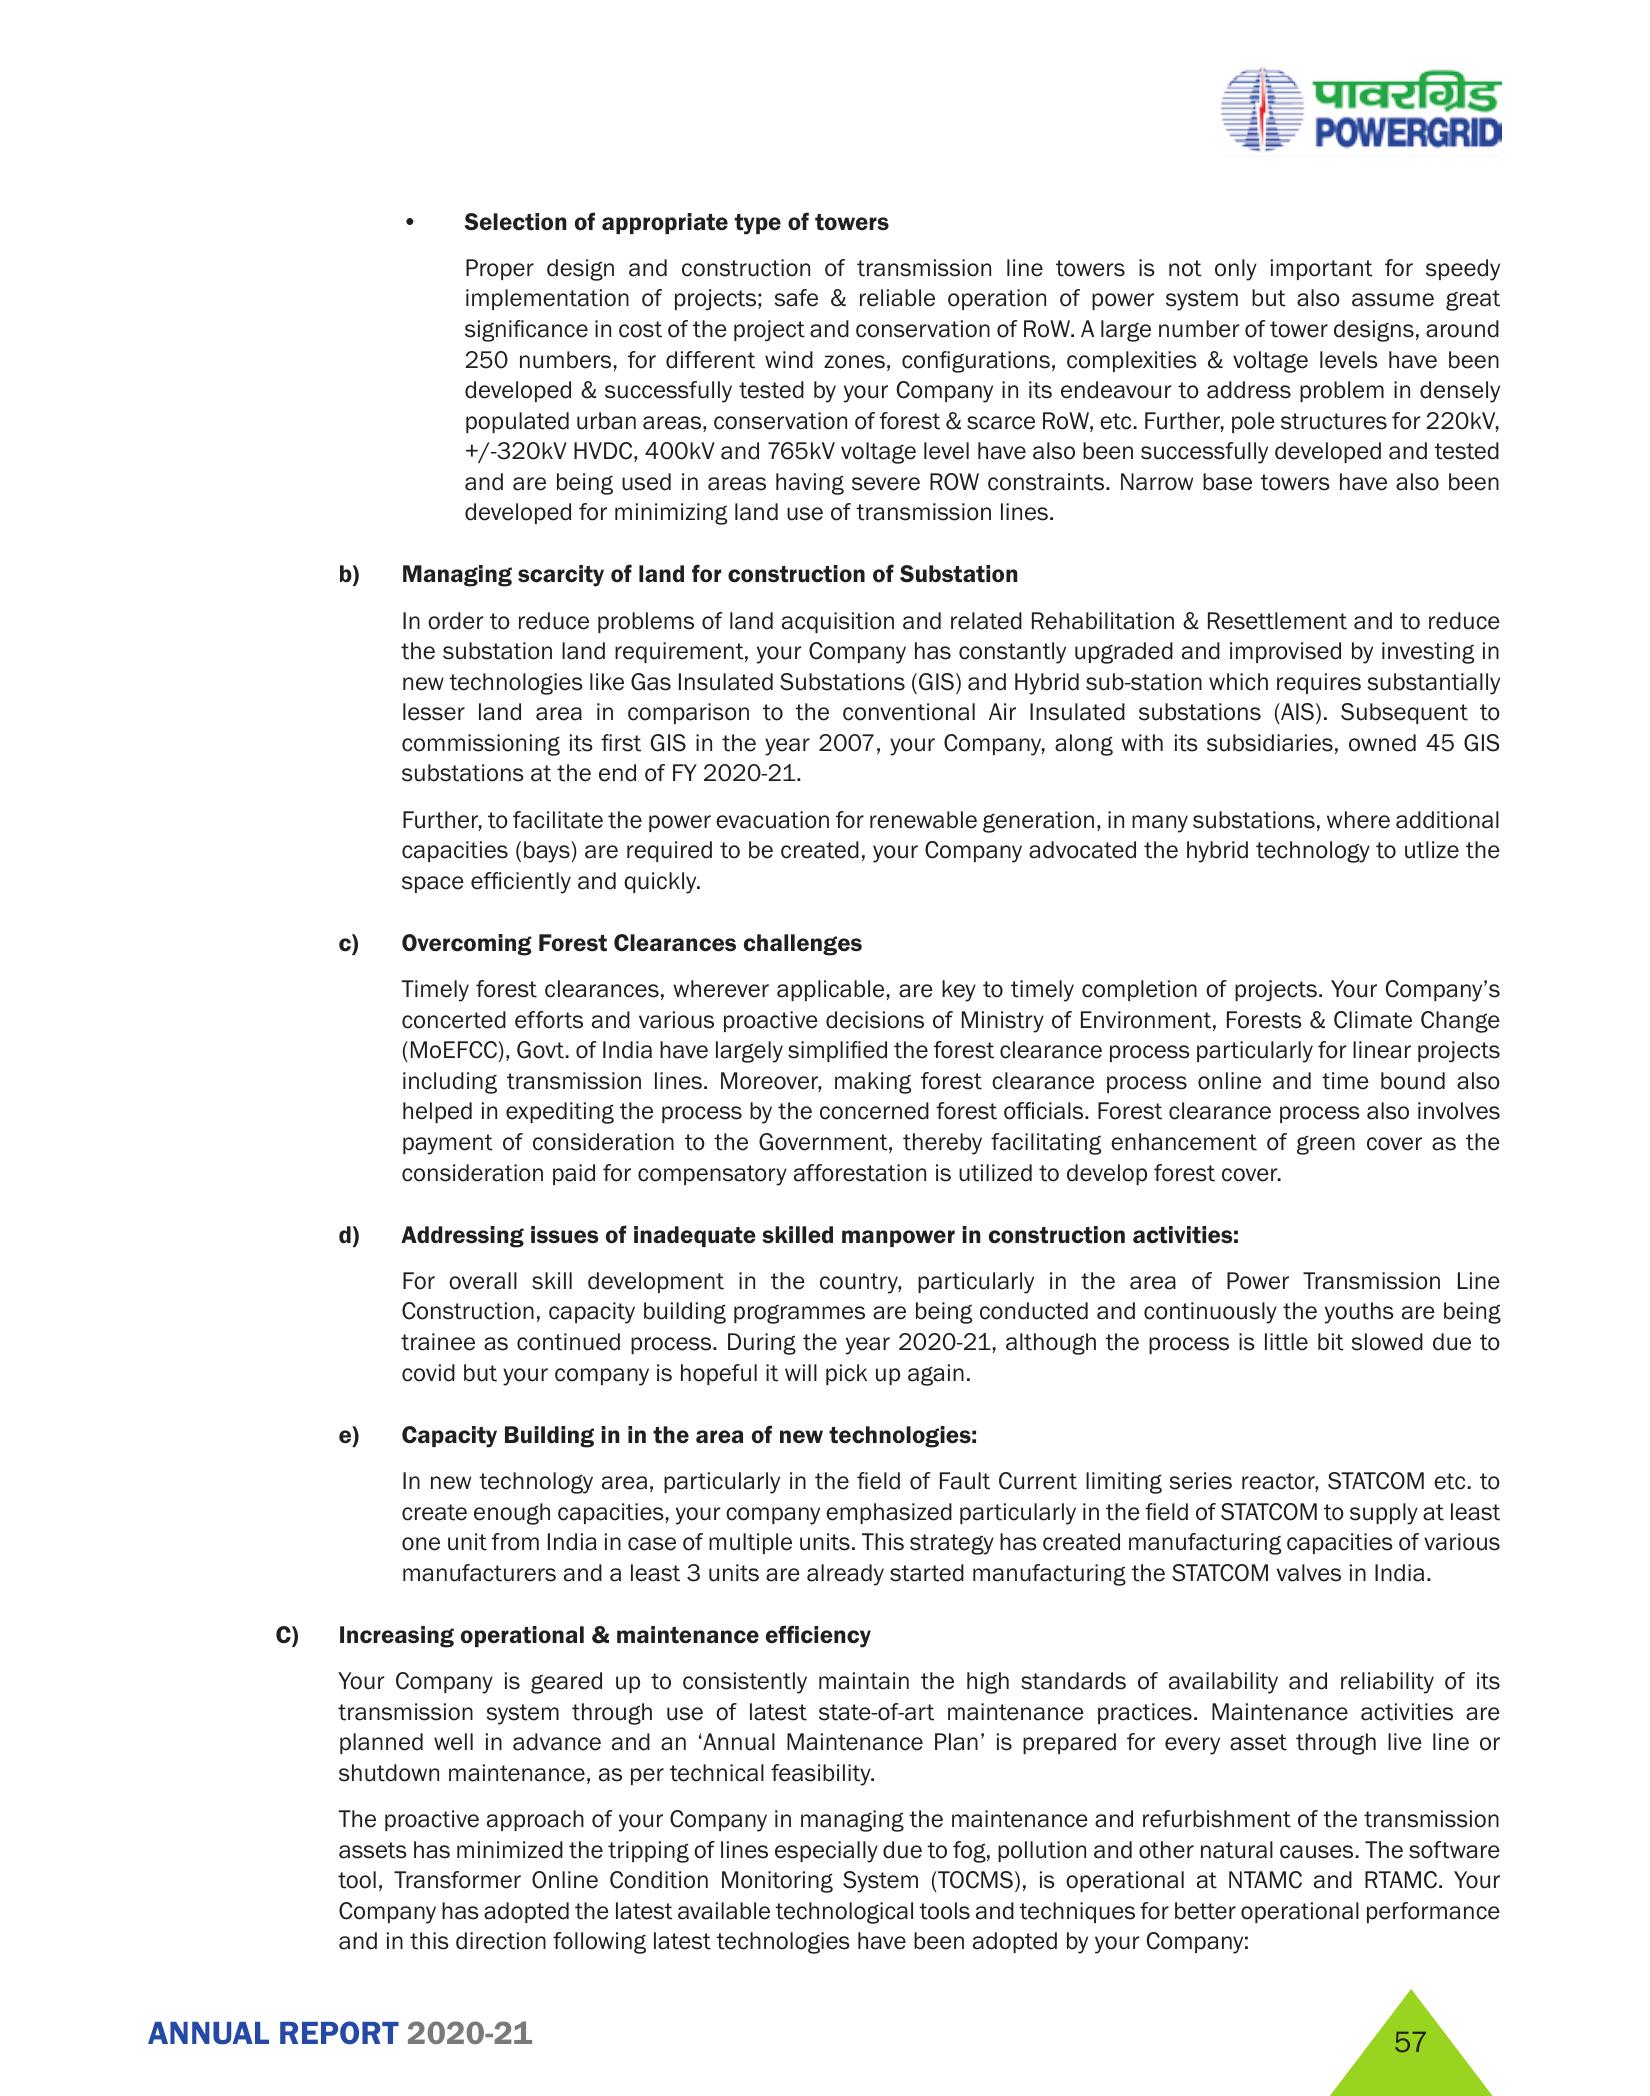 पावरग्रिड
POWERGRID
• Selection of appropriate type of towers
Proper design and construction of transmission line towers is not only important for speedy
implementation of projects; safe & reliable operation of power system but also assume great
significance in cost of the project and conservation of RoW. A large number of tower designs, around
250 numbers, for different wind zones, configurations, complexities & voltage levels have been
developed & successfully tested by your Company in its endeavour to address problem in densely
populated urban areas, conservation of forest & scarce RoW, etc. Further, pole structures for 220kV,
+/-320kV HVDC, 400kV and 765kV voltage level have also been successfully developed and tested
and are being used in areas having severe ROW constraints. Narrow base towers have also been
developed for minimizing land use of transmission lines.
b) Managing scarcity of land for construction of Substation
In order to reduce problems of land acquisition and related Rehabilitation & Resettlement and to reduce
the substation land requirement, your Company has constantly upgraded and improvised by investing in
new technologies like Gas Insulated Substations (GIS) and Hybrid sub-station which requires substantially
lesser land area in comparison to the conventional Air Insulated substations (AIS). Subsequent to
commissioning its first GIS in the year 2007, your Company, along with its subsidiaries, owned 45 GIS
substations at the end of FY 2020-21.
Further, to facilitate the power evacuation for renewable generation, in many substations, where additional
capacities (bays) are required to be created, your Company advocated the hybrid technology to utlize the
space efficiently and quickly.
c) Overcoming Forest Clearances challenges
Timely forest clearances, wherever applicable, are key to timely completion of projects. Your Company's
concerted efforts and various proactive decisions of Ministry of Environment, Forests & Climate Change
(MoEFCC), Govt. of India have largely simplified the forest clearance process particularly for linear projects
including transmission lines. Moreover, making forest clearance process online and time bound also
helped in expediting the process by the concerned forest officials. Forest clearance process also involves
payment of consideration to the Government, thereby facilitating enhancement of green cover as the
consideration paid for compensatory afforestation is utilized to develop forest cover.
d) Addressing issues of inadequate skilled manpower in construction activities:
For overall skill development in the country, particularly in the area of Power Transmission Line
Construction, capacity building programmes are being conducted and continuously the youths are being
trainee as continued process. During the year 2020-21, although the process is little bit slowed due to
covid but your company is hopeful it will pick up again.
e) Capacity Building in in the area of new technologies:
In new technology area, particularly in the field of Fault Current limiting series reactor, STATCOM etc. to
create enough capacities, your company emphasized particularly in the field of STATCOM to supply at least
one unit from India in case of multiple units. This strategy has created manufacturing capacities of various
manufacturers and a least 3 units are already started manufacturing the STATCOM valves in India.
C) Increasing operational & maintenance efficiency
Your Company is geared up to consistently maintain the high standards of availability and reliability of its
transmission system through use of latest state-of-art maintenance practices. Maintenance activities are
planned well in advance and an ‘Annual Maintenance Plan’ is prepared for every asset through live line or
shutdown maintenance, as per technical feasibility.
The proactive approach of your Company in managing the maintenance and refurbishment of the transmission
assets has minimized the tripping of lines especially due to fog, pollution and other natural causes. The software
tool, Transformer Online Condition Monitoring System (TOCMS), is operational at NTAMC and RTAMC. Your
Company has adopted the latest available technological tools and techniques for better operational performance
and in this direction following latest technologies have been adopted by your Company:
ANNUAL REPORT 2020-21
57